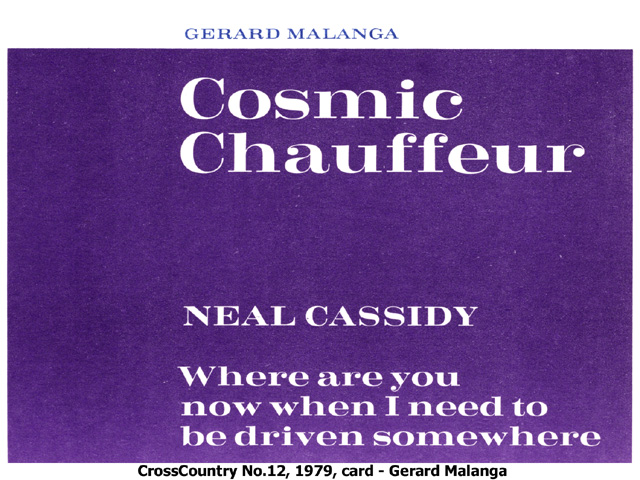 GERARD MALANGA
Cosmic
Chauffeur
NEAL CASSIDY
Where are you
now when I need to
be driven somewhere
CrossCountry No.12, 1979, card - Gerard Malanga